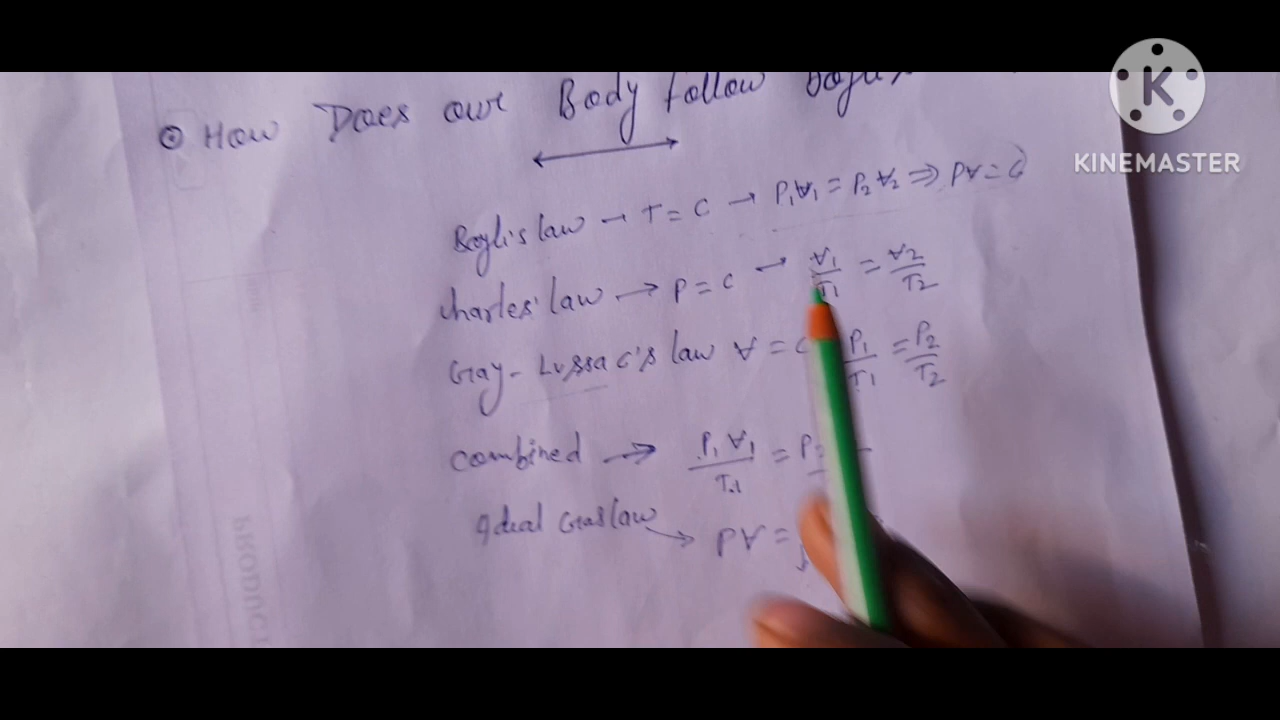 How Does our Body follow
Boyl's law → T = C → P₁V₁ = P₂V₂ ⇒ PV = C
charles' law → P = C → V₁/T₁ = V₂/T₂
Gay-Lussac's law V = C P₁/T₁ = P₂/T₂
combined → P₁V₁/T₁ =
Ideal Gas law → PV =
K
KINEMASTER